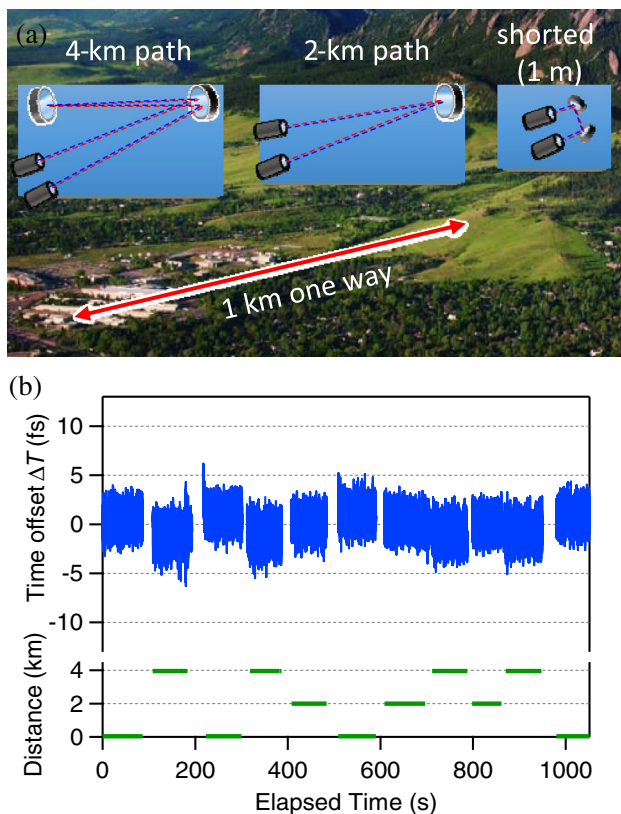 (a)
4-km path
2-km path
shorted
(1 m)
1 km one way
(b)
Time offset ΔT (fs)
10
5
0
-5
-10
Distance (km)
4
2
0
0
200
400
600
800
1000
Elapsed Time (s)